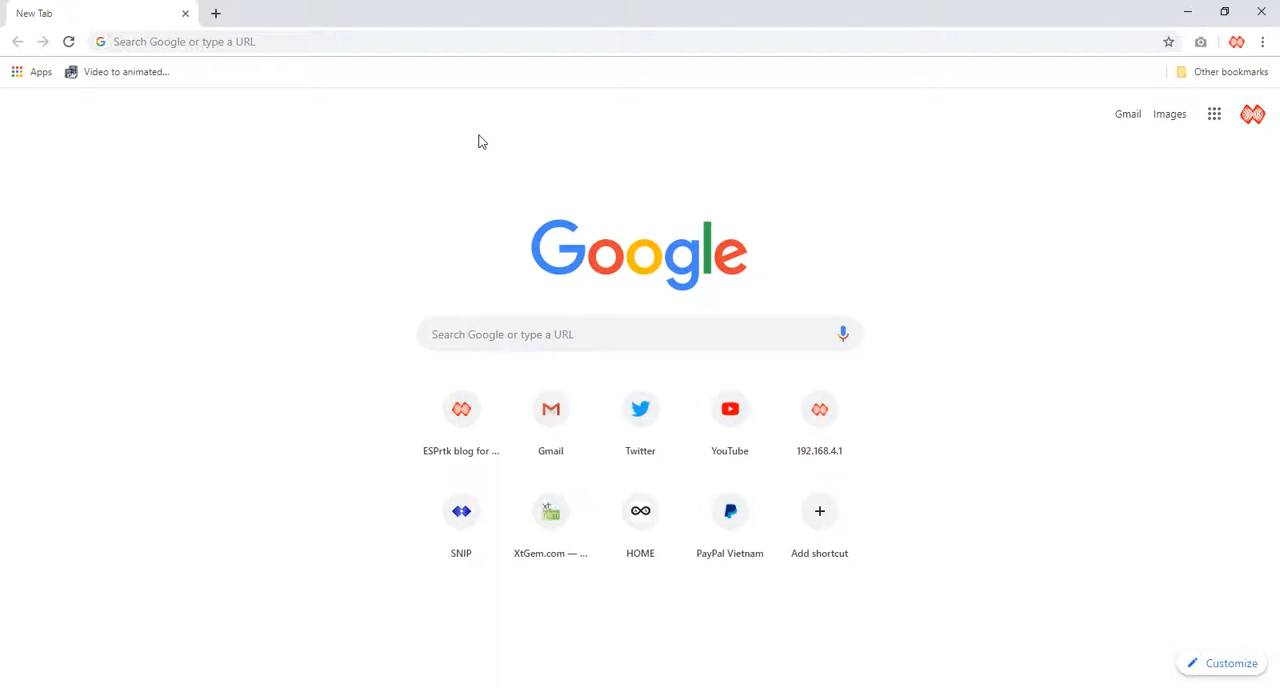 New Tab
Search Google or type a URL
Apps Video to animated... Other bookmarks
Gmail Images
Google
Search Google or type a URL
ESPrtk blog for ... Gmail Twitter YouTube 192.168.4.1
SNIP XtGem.com — ... HOME PayPal Vietnam Add shortcut
Customize